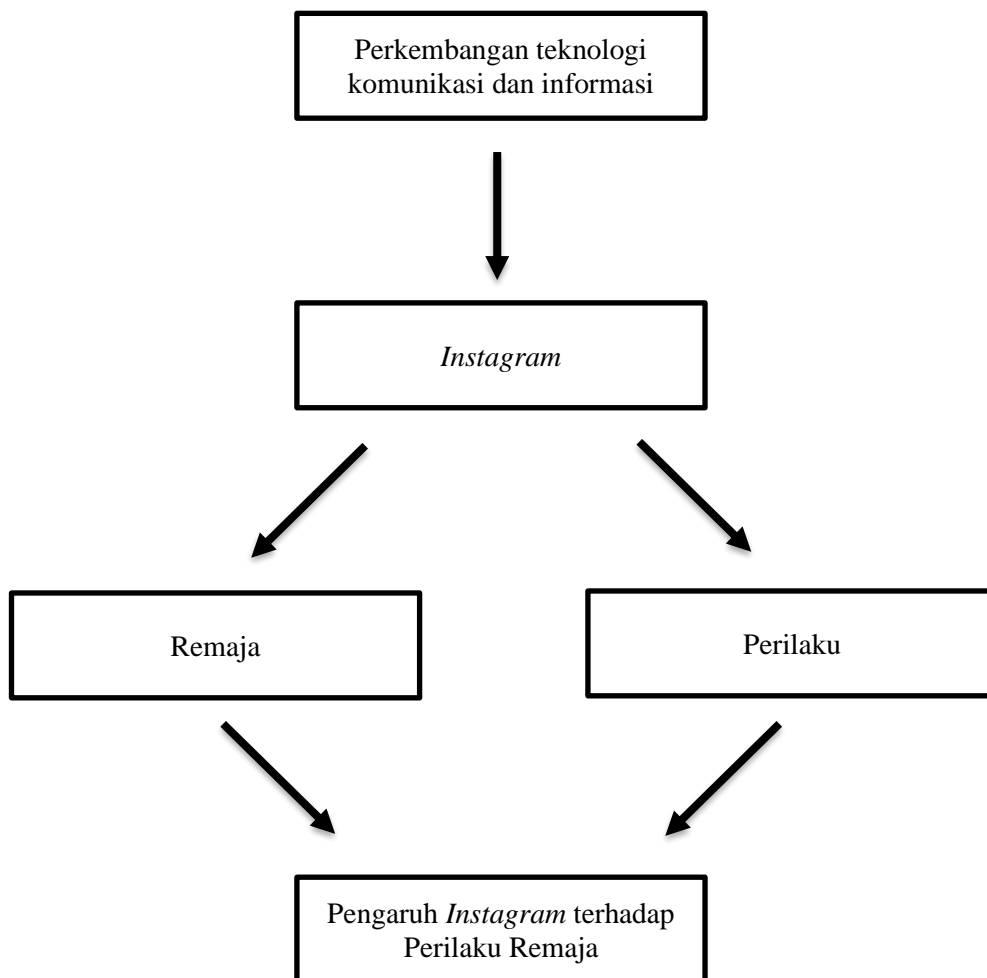 Perkembangan teknologi
komunikasi dan informasi
Instagram
Remaja
Perilaku
Pengaruh Instagram terhadap
Perilaku Remaja